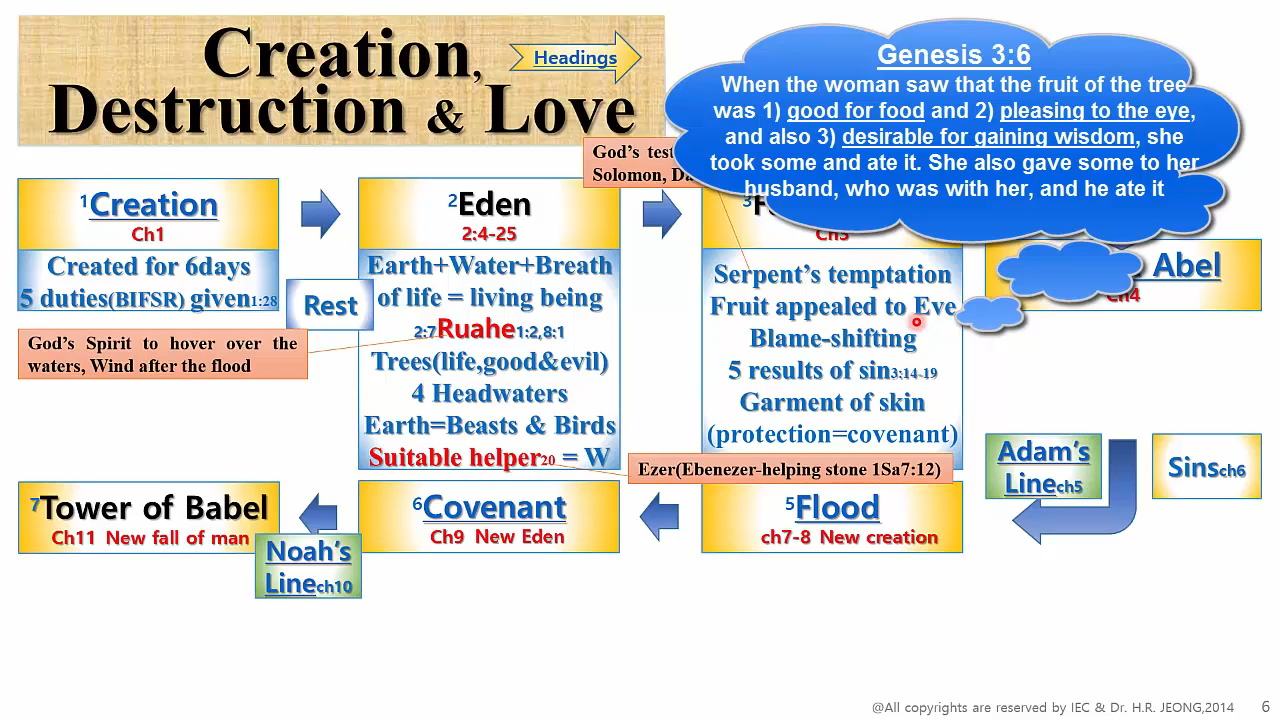 Creation,
Destruction & Love
Headings
Genesis 3:6
When the woman saw that the fruit of the tree
was 1) good for food and 2) pleasing to the eye,
and also 3) desirable for gaining wisdom, she
took some and ate it. She also gave some to her
husband, who was with her, and he ate it
God's test
Solomon,
1Creation
Ch1
Created for 6days
5 duties(BIFSR) given1:28
Rest
God's Spirit to hover over the
waters, Wind after the flood
2Eden
2:4-25
Earth+Water+Breath
of life = living being
2:7Ruahe1:2,8:1
Trees(life,good&evil)
4 Headwaters
Earth=Beasts & Birds
Suitable helper20 = W
3
Ch3
Serpent's temptation
Fruit appealed to Eve
Blame-shifting
5 results of sin3:14-19
Garment of skin
(protection=covenant)
Ezer(Ebenezer-helping stone 1Sa7:12)
Abel
Ch4
Adam's
Linech5
Sinsch6
5Flood
ch7-8 New creation
6Covenant
Ch9 New Eden
Noah's
Linech10
7Tower of Babel
Ch11 New fall of man
@All copyrights are reserved by IEC & Dr. H.R. JEONG,2014
6